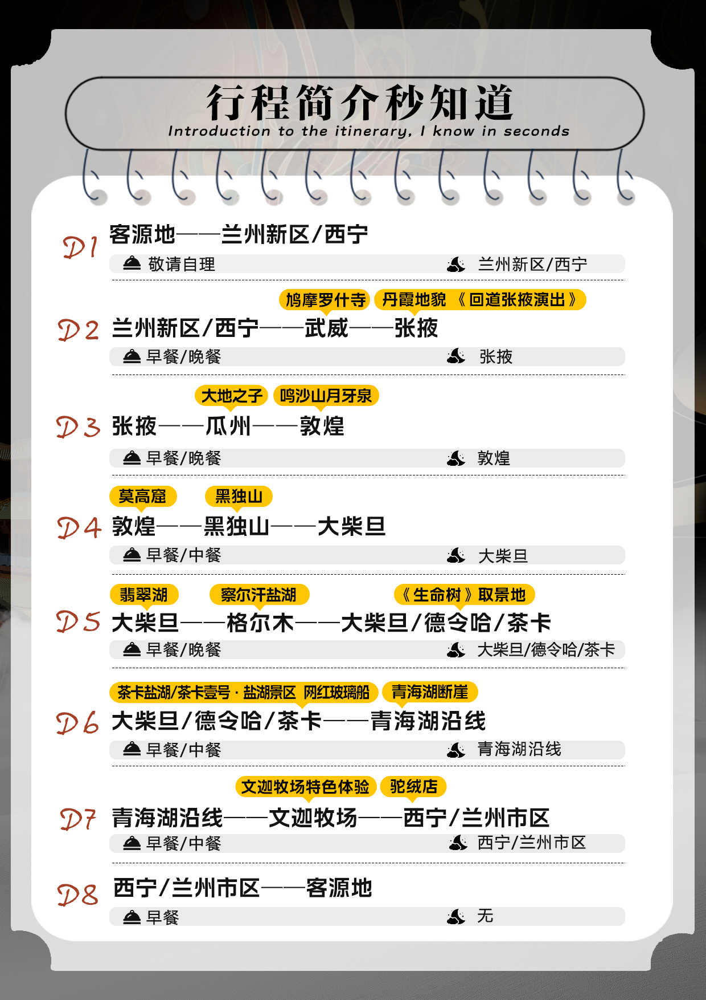 行程简介秒知道
Introduction to the itinerary, I know in seconds
D1 客源地——兰州新区/西宁
敬请自理 兰州新区/西宁
鸠摩罗什寺 丹霞地貌 《回道张掖演出》
D2 兰州新区/西宁——武威——张掖
早餐/晚餐 张掖
大地之子 鸣沙山月牙泉
D3 张掖——瓜州——敦煌
早餐/晚餐 敦煌
莫高窟 黑独山
D4 敦煌——黑独山——大柴旦
早餐/中餐 大柴旦
翡翠湖 察尔汗盐湖 《生命树》取景地
D5 大柴旦——格尔木——大柴旦/德令哈/茶卡
早餐/晚餐 大柴旦/德令哈/茶卡
茶卡盐湖/茶卡壹号·盐湖景区 网红玻璃船 青海湖断崖
D6 大柴旦/德令哈/茶卡——青海湖沿线
早餐/中餐 青海湖沿线
文迦牧场特色体验 驼绒店
D7 青海湖沿线——文迦牧场——西宁/兰州市区
早餐/中餐 西宁/兰州市区
D8 西宁/兰州市区——客源地
早餐 无